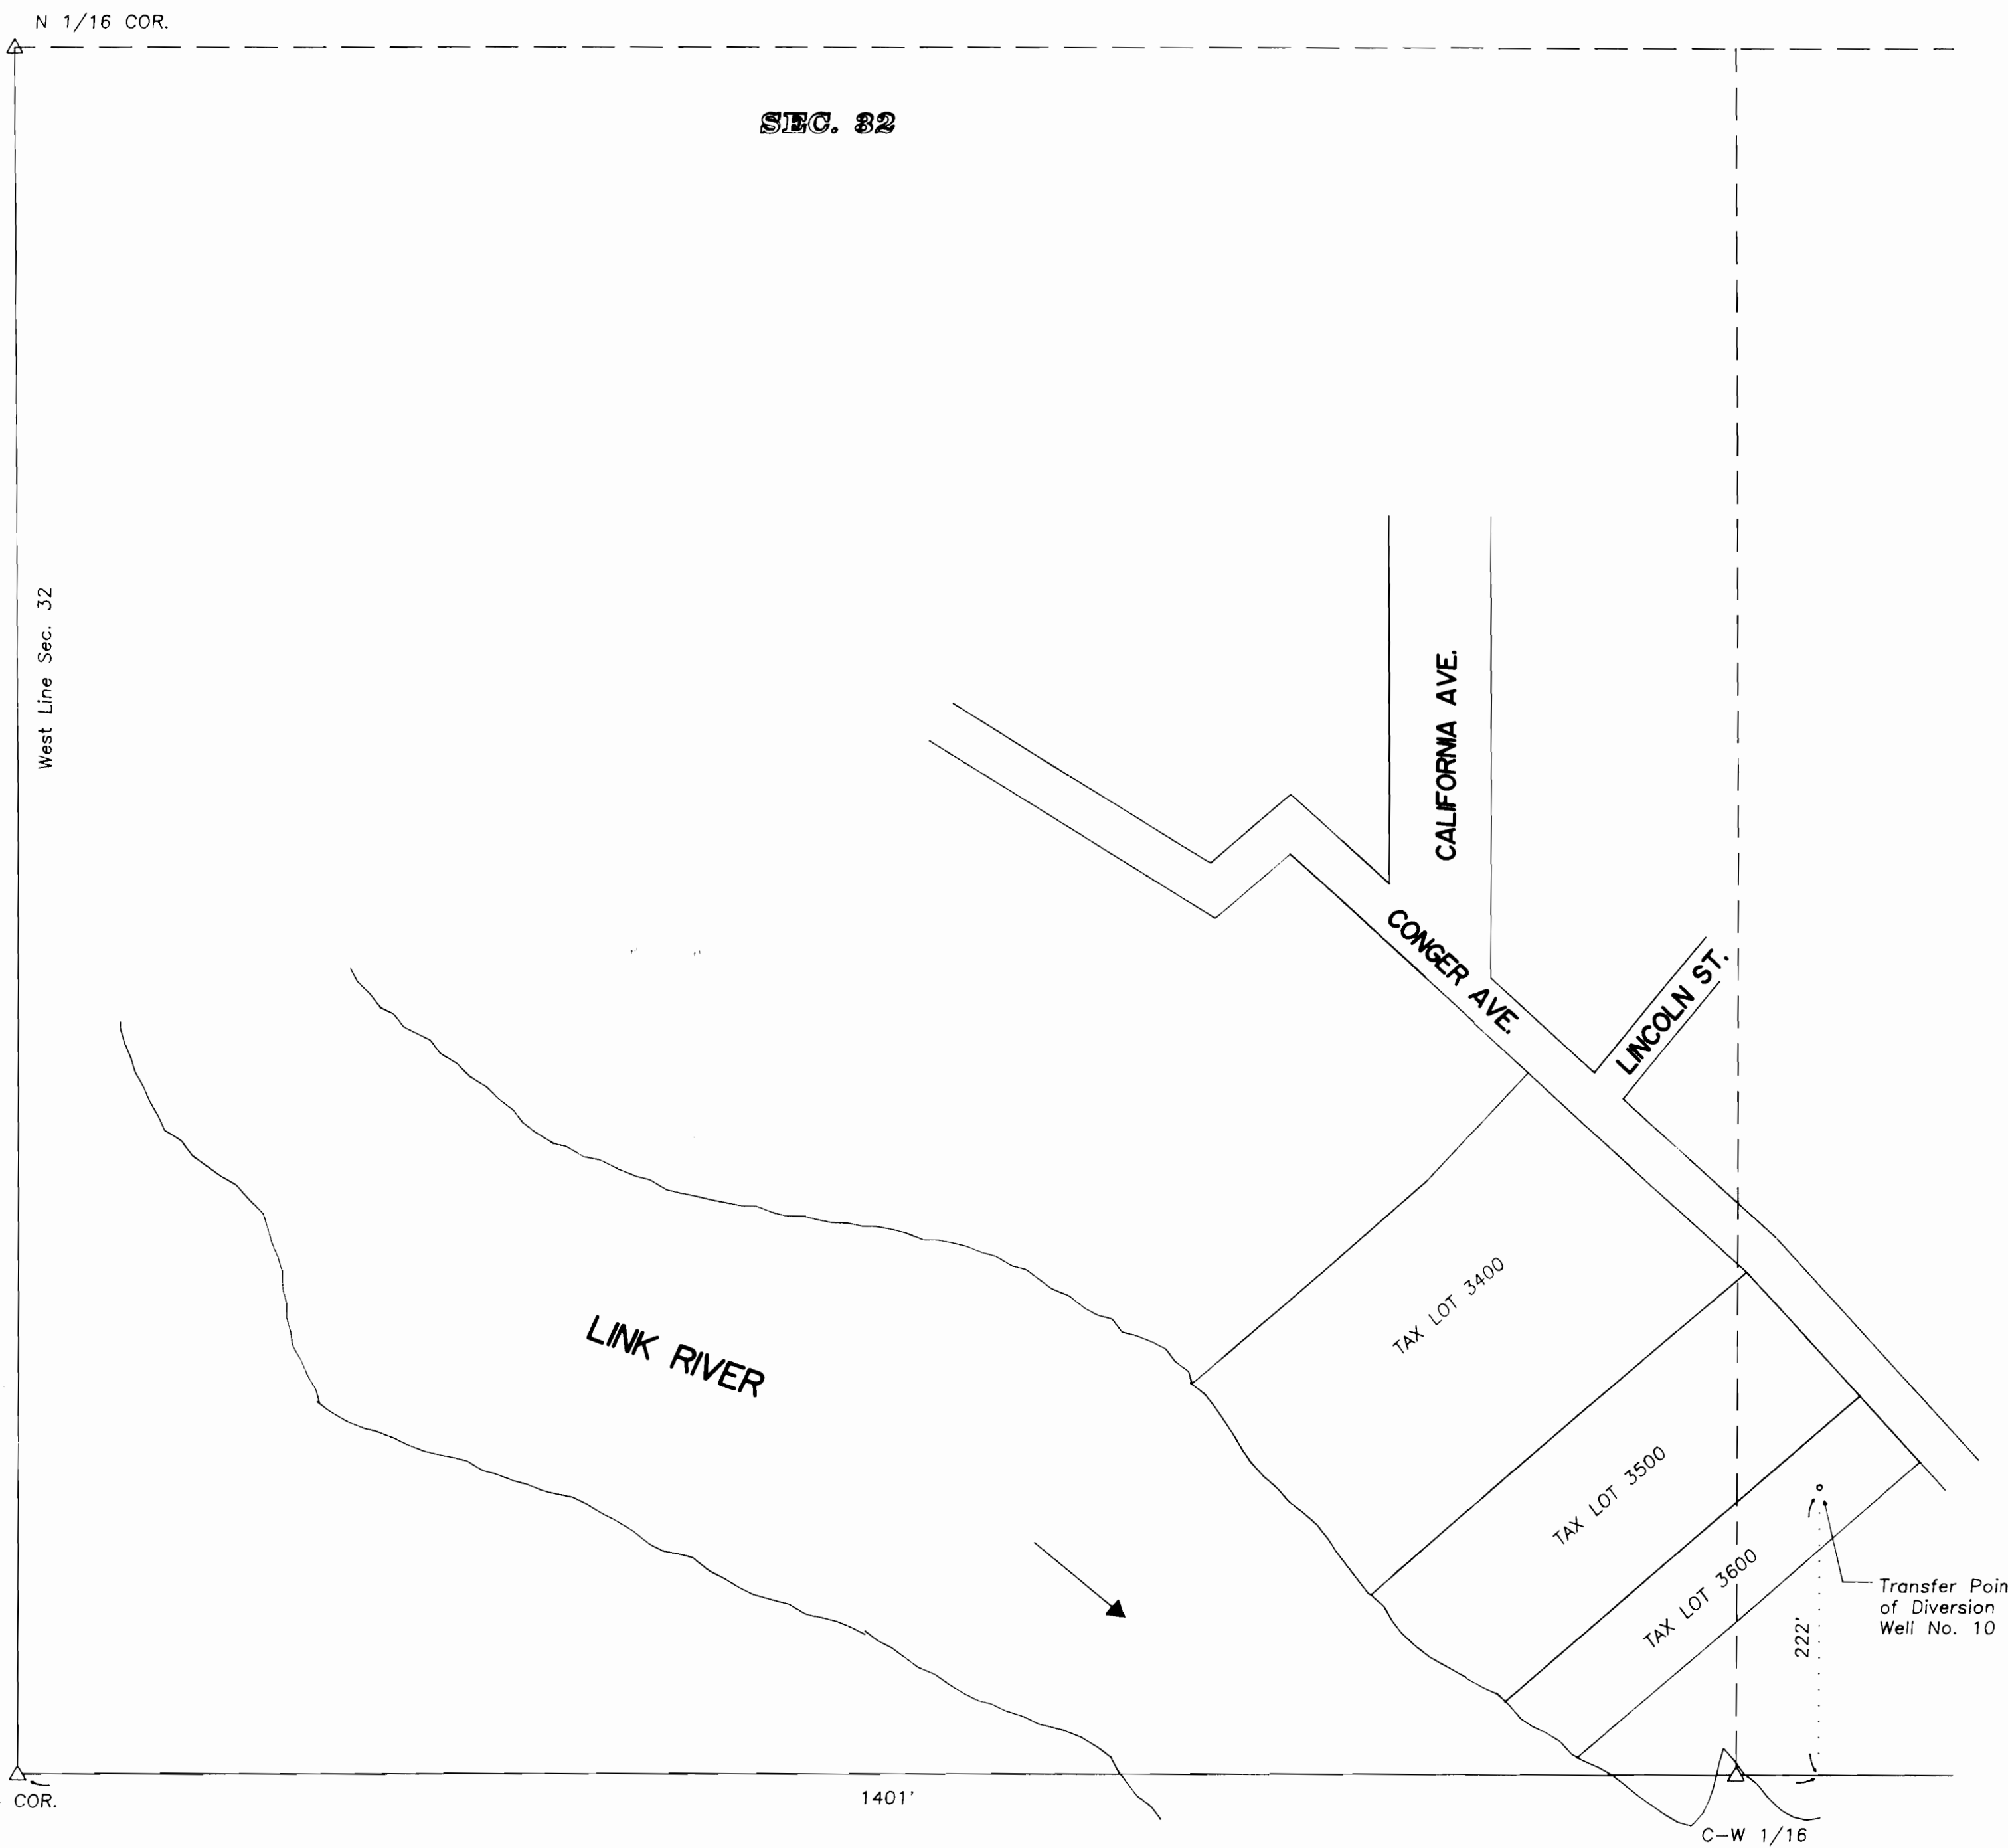 N 1/16 COR.
SEC. 32
West Line Sec. 32
CALIFORNIA AVE.
CONGER AVE.
LINCOLN ST.
TAX LOT 3400
LINK RIVER
TAX LOT 3500
TAX LOT 3600
Transfer Poin
of Diversion
Well No. 10
222'
COR.
1401'
C-W 1/16